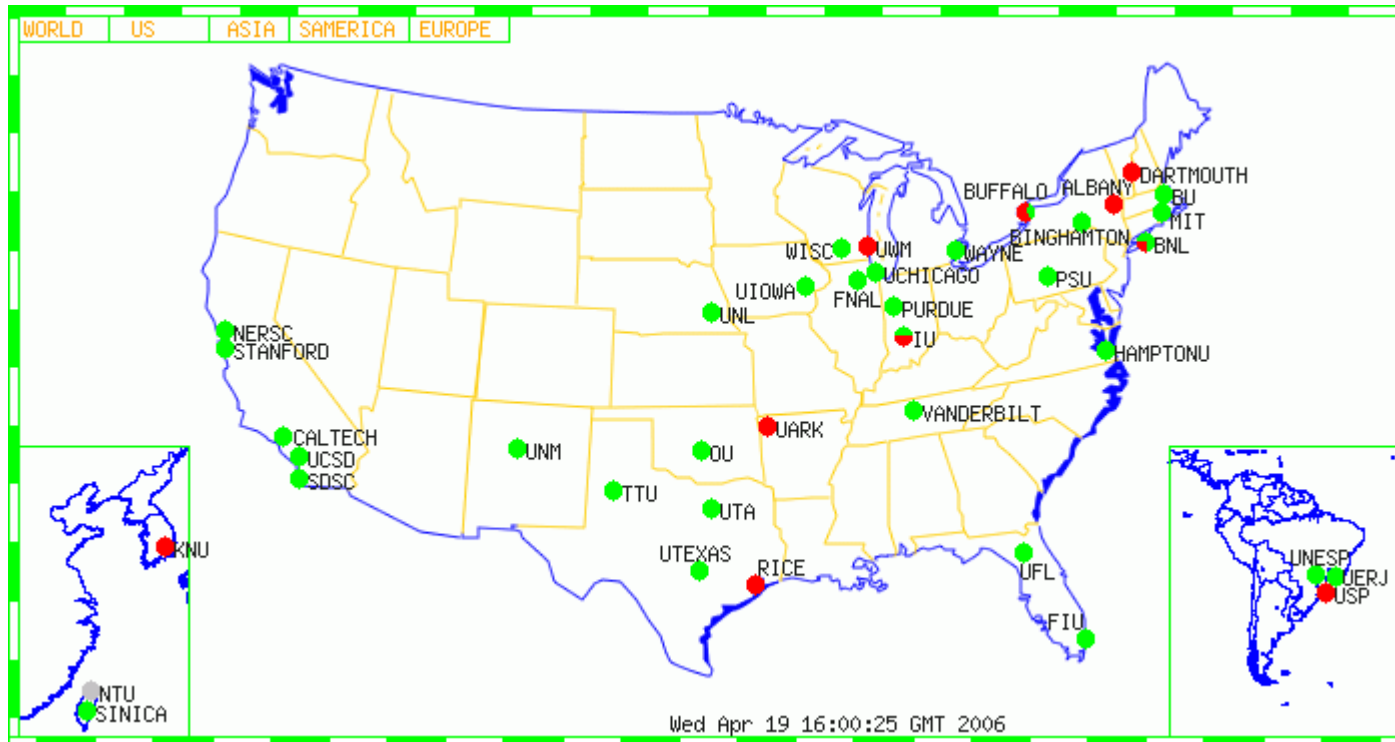 WORLD US ASIA SAMERICA EUROPE
DARTMOUTH
BUFFALO ALBANY
BU
MIT
BINGHAMTON
BNL
WISC UWM WAYNE
UCHICAGO PSU
UIOWA FNAL
PURDUE
UNL
NERSC
IU
STANFORD
HAMPTONU
VANDERBILT
CALTECH UARK
UCSD UNM OU
SDSC
TTU
UTA
KNU UTEXAS RICE UFL UNESP
UERJ
USP
FIU
NTU
SINICA
Wed Apr 19 16:00:25 GMT 2006